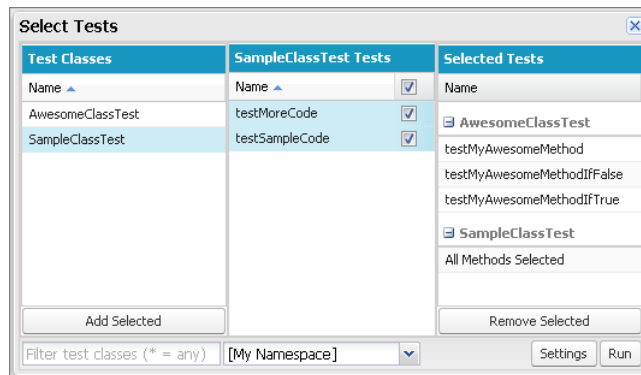 Select Tests
Test Classes
Name
AwesomeClassTest
SampleClassTest
Add Selected
SampleClassTest Tests
Name
testMoreCode
testSampleCode
Selected Tests
Name
AwesomeClassTest
testMyAwesomeMethod
testMyAwesomeMethodIfFalse
testMyAwesomeMethodIfTrue
SampleClassTest
All Methods Selected
Remove Selected
Filter test classes (* = any)
[My Namespace]
Settings
Run